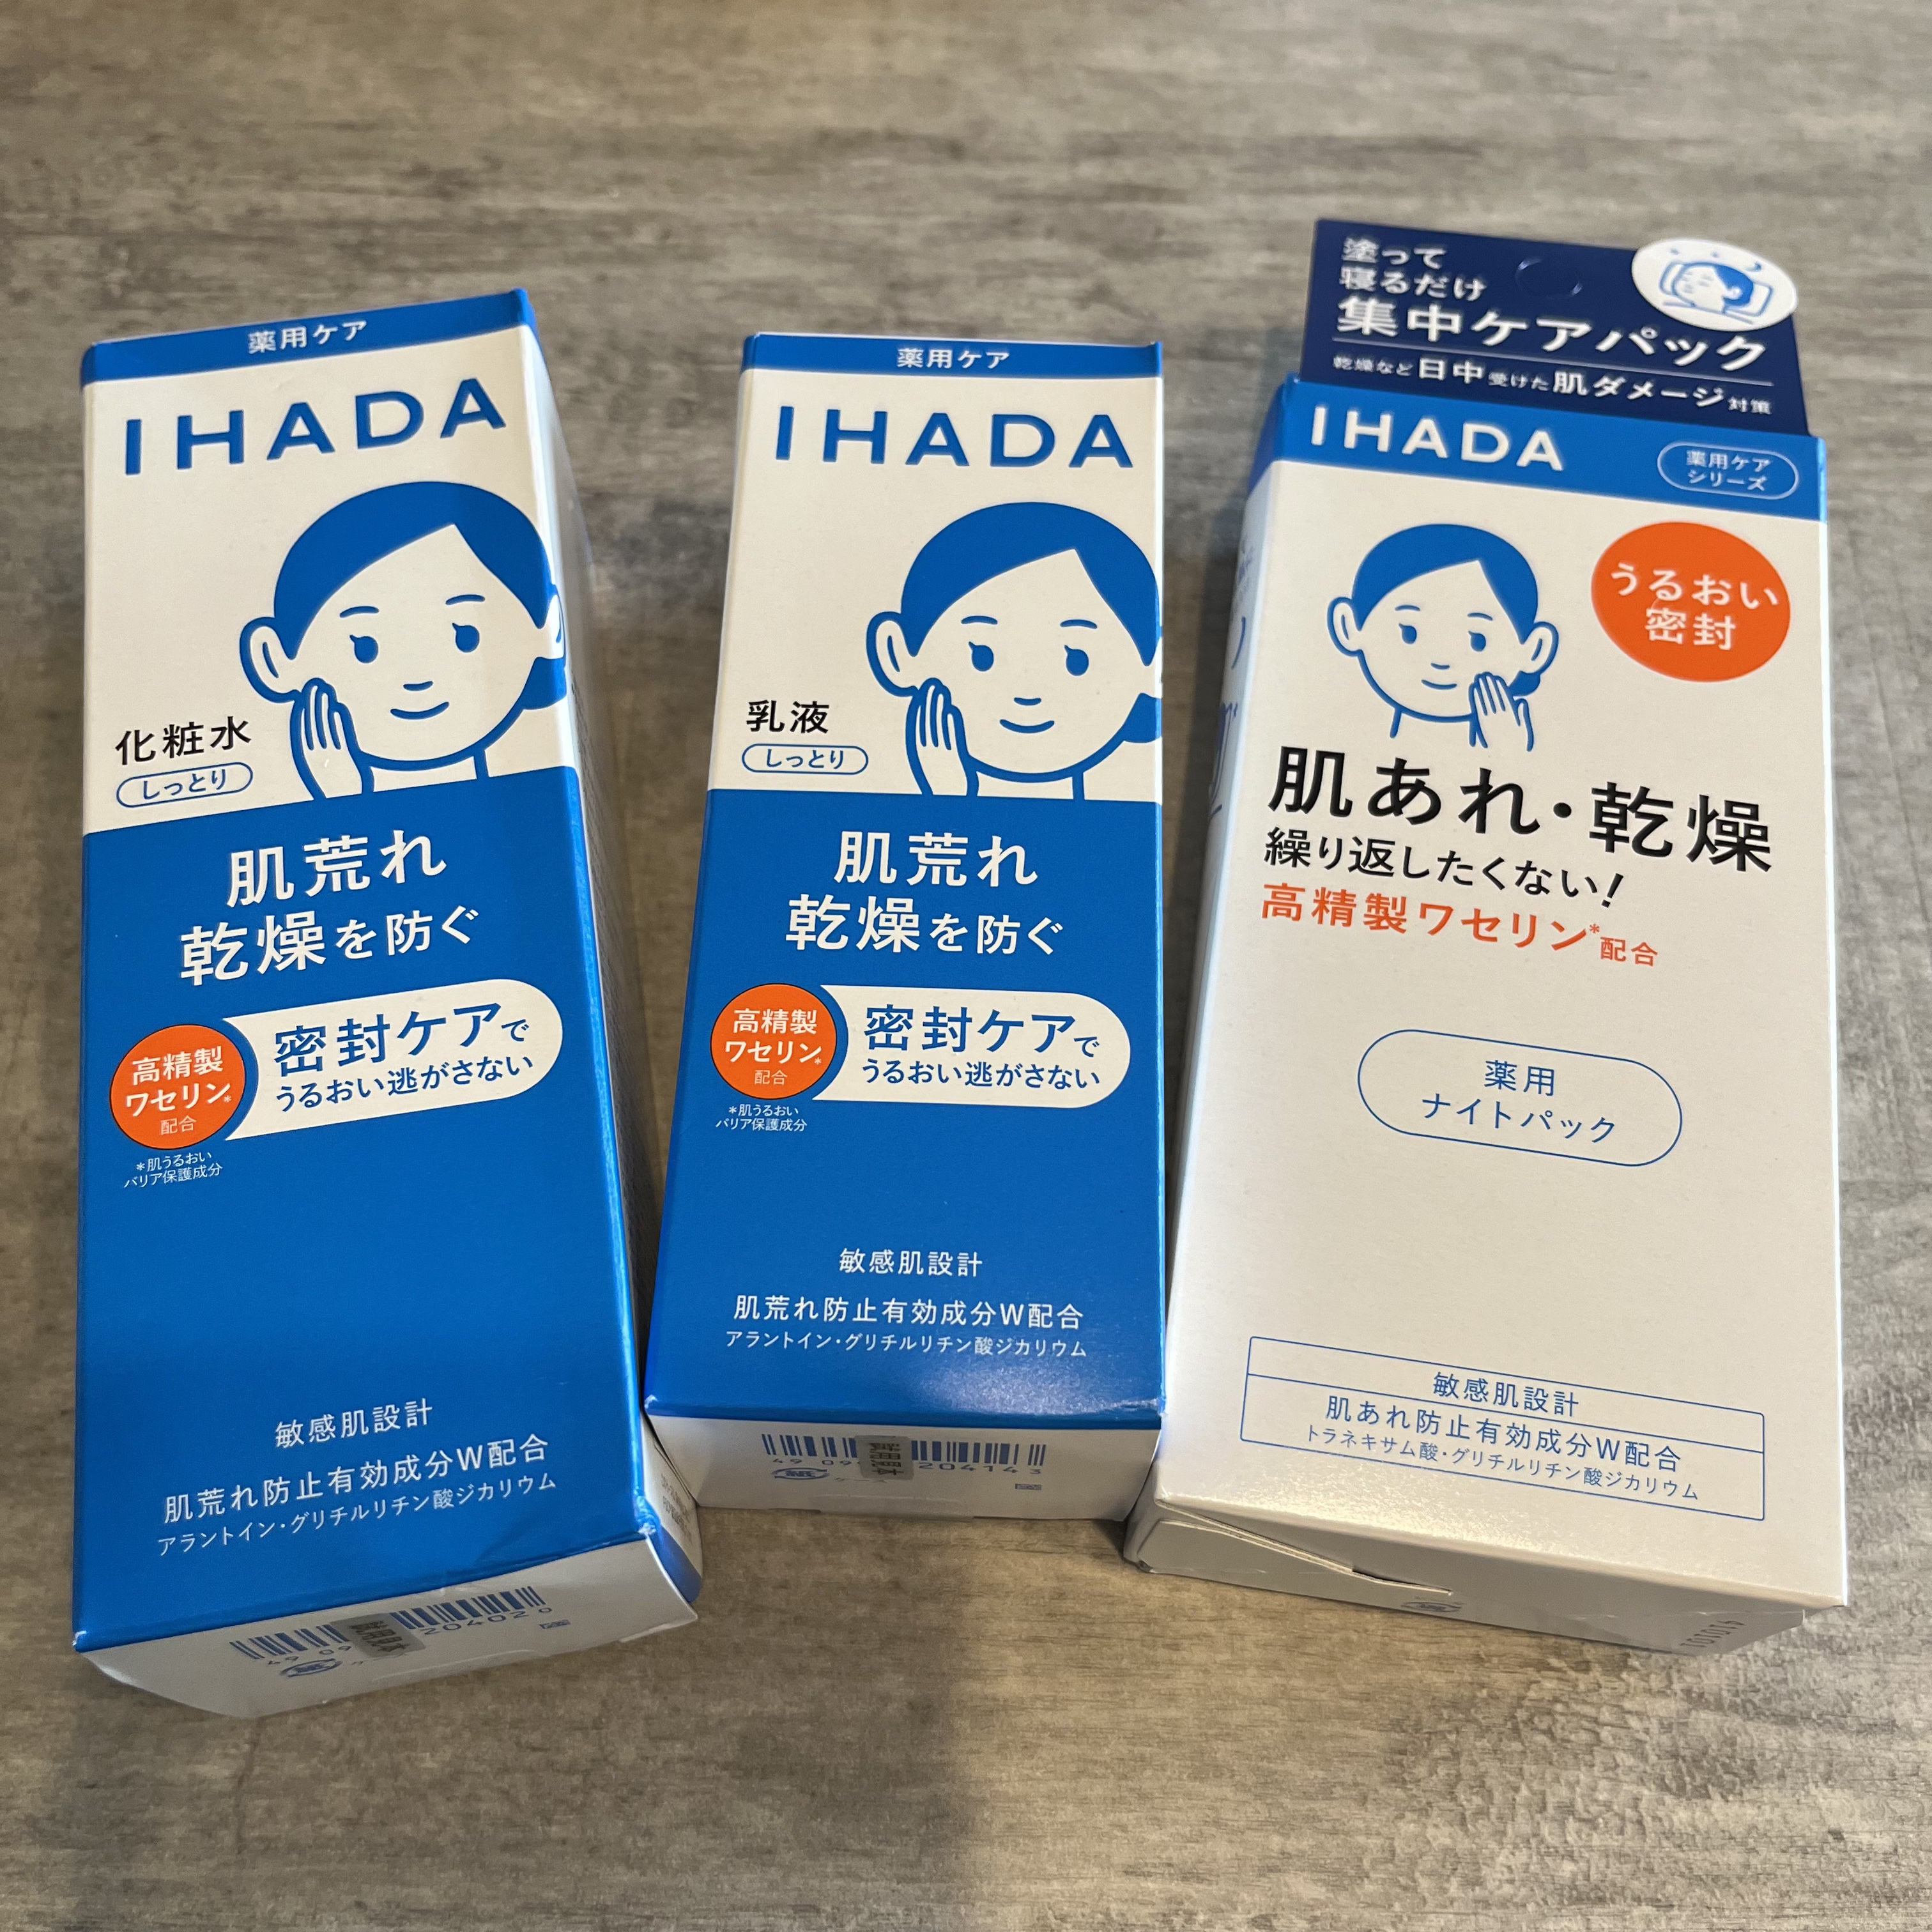 薬用ケア
IHADA
化粧水
しっとり
肌荒れ
乾燥を防ぐ
高精製
ワセリン*
配合
密封ケアで
うるおい逃がさない
*肌うるおい
バリア保護成分
敏感肌設計
肌荒れ防止有効成分W配合
アラントイン・グリチルリチン酸ジカリウム
薬用ケア
IHADA
乳液
しっとり
肌荒れ
乾燥を防ぐ
高精製
ワセリン*
配合
密封ケアで
うるおい逃がさない
*肌うるおい
バリア保護成分
敏感肌設計
肌荒れ防止有効成分W配合
アラントイン・グリチルリチン酸ジカリウム
塗って
寝るだけ
集中ケアパック
乾燥など日中受けた肌ダメージ対策
IHADA
薬用ケア
シリーズ
うるおい
密封
肌あれ・乾燥
繰り返したくない!
高精製ワセリン*配合
薬用
ナイトパック
敏感肌設計
肌あれ防止有効成分W配合
トラネキサム酸・グリチルリチン酸ジカリウム